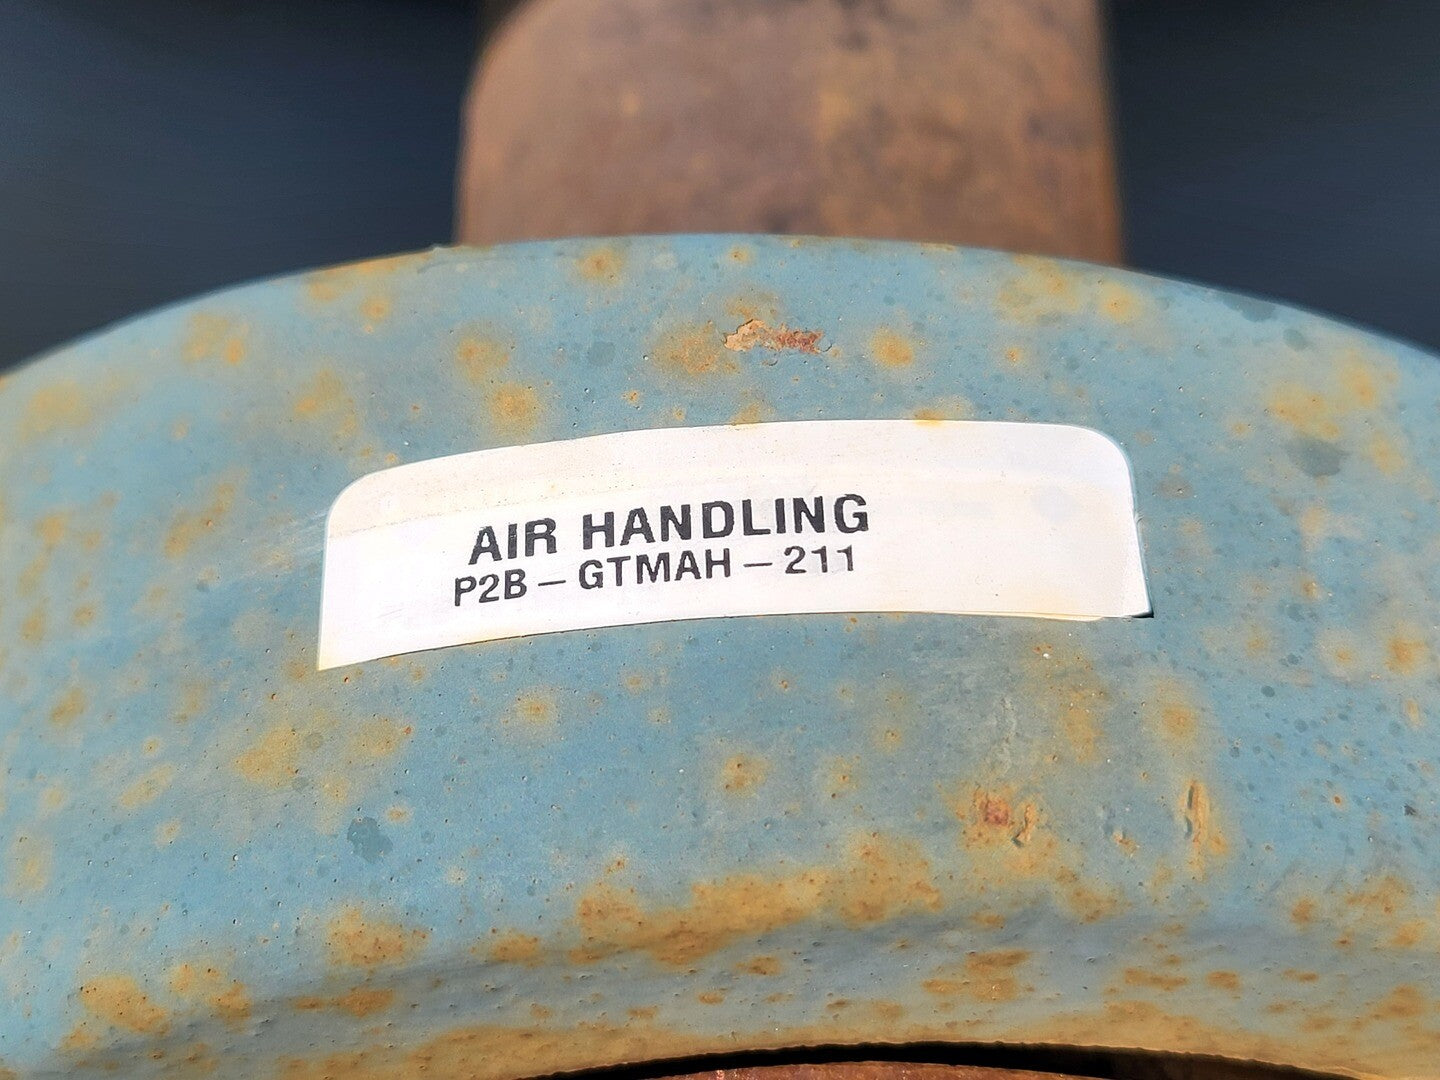 AIR HANDLING
P2B – GTMAH – 211